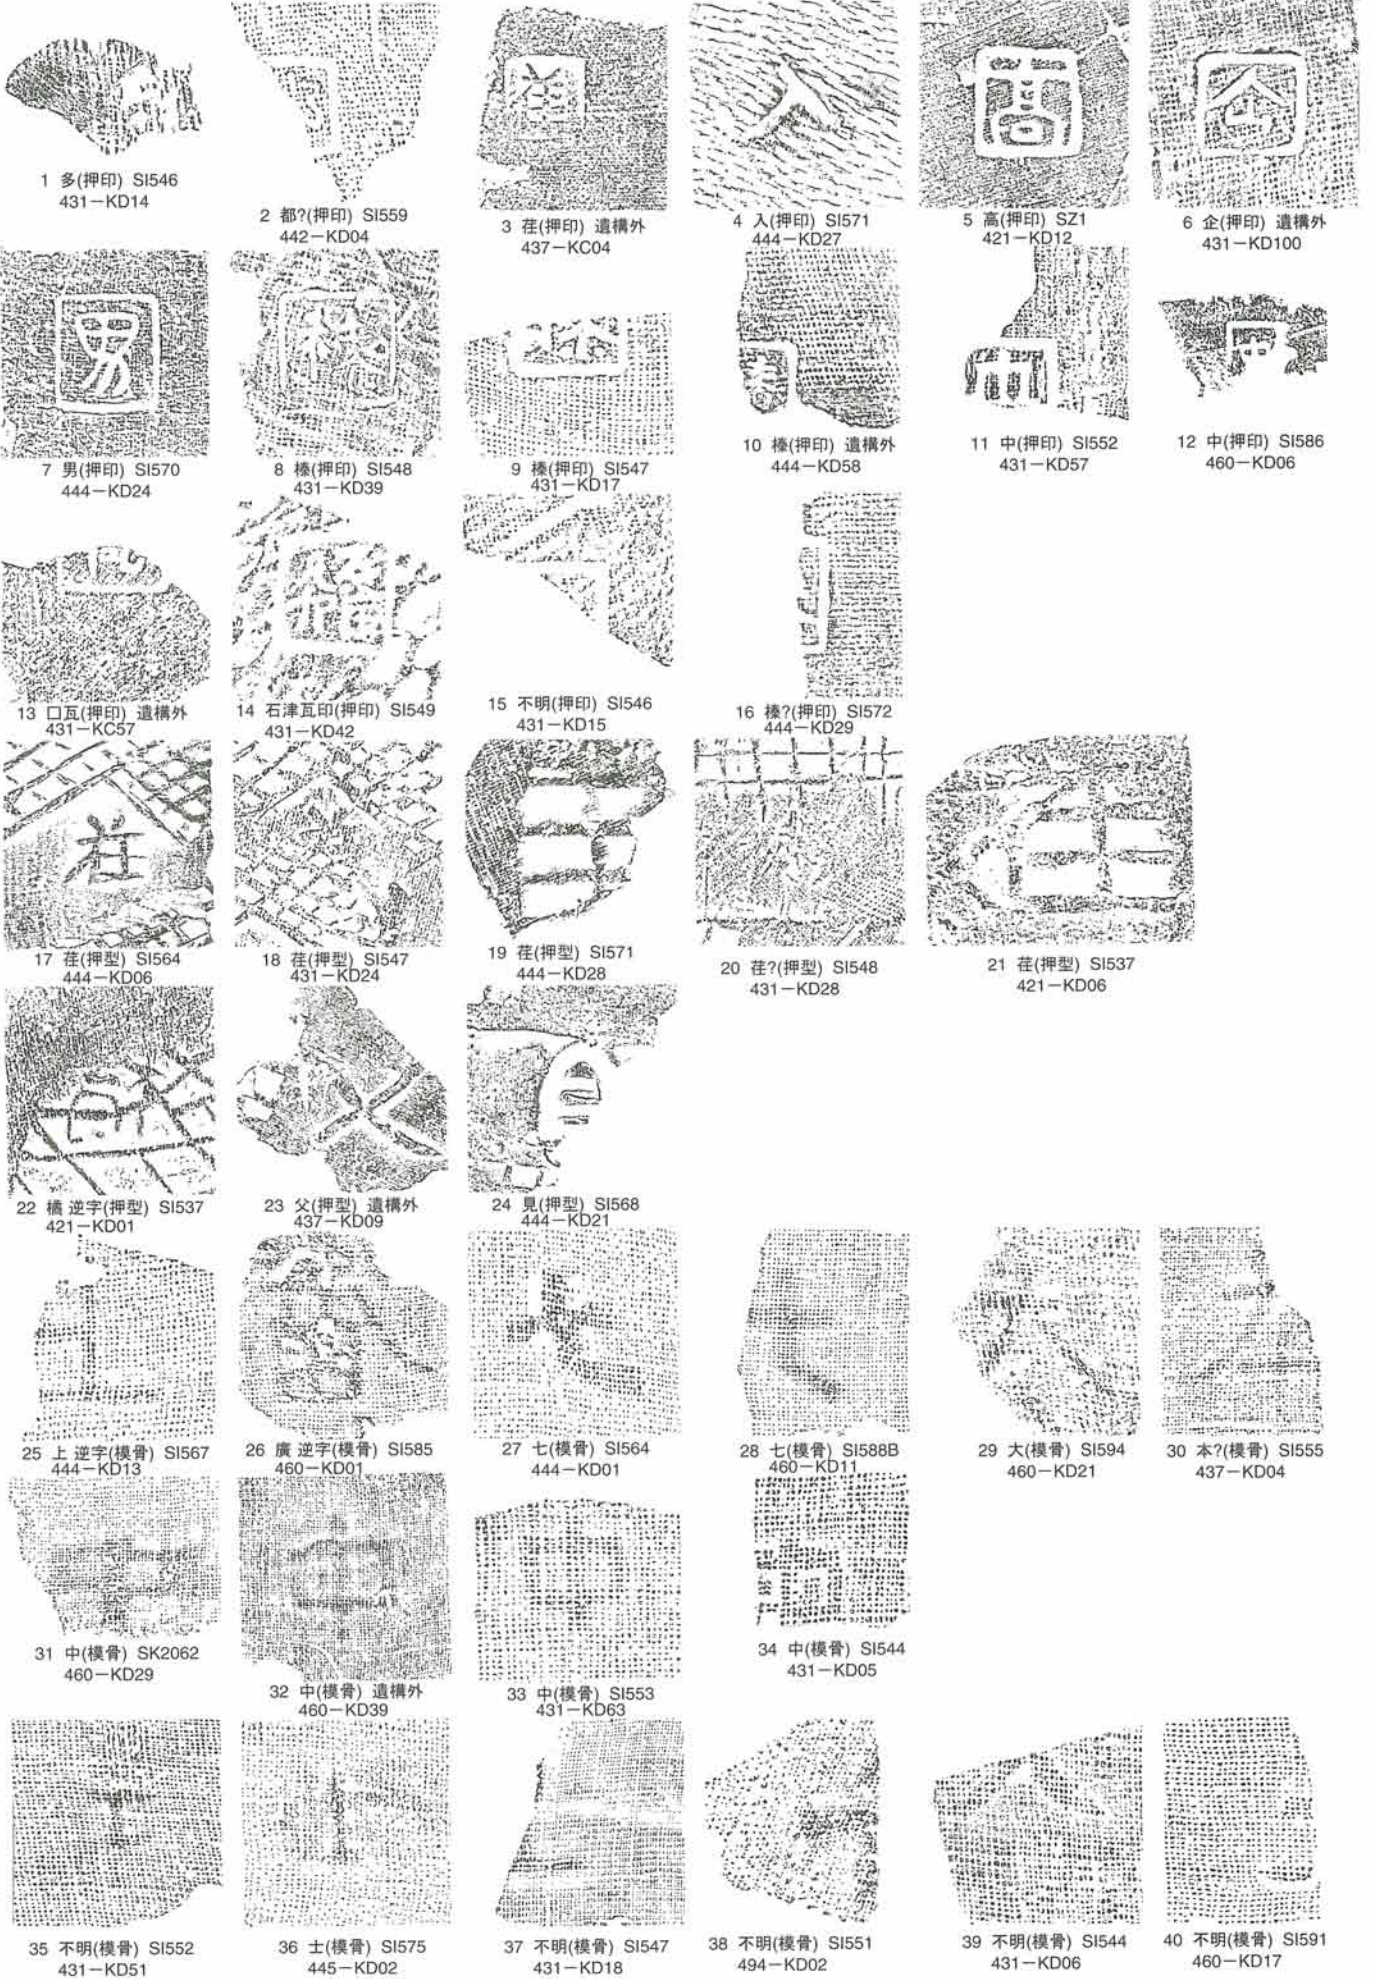 1 多(押印) SI546
431－KD14
2 都?(押印) SI559
442－KD04
3 荏(押印) 遺構外
437－KC04
4 入(押印) SI571
444－KD27
5 高(押印) SZ1
421－KD12
6 企(押印) 遺構外
431－KD100
7 男(押印) SI570
444－KD24
8 榛(押印) SI548
431－KD39
9 榛(押印) SI547
431－KD17
10 榛(押印) 遺構外
444－KD58
11 中(押印) SI552
431－KD57
12 中(押印) SI586
460－KD06
13 口瓦(押印) 遺構外
431－KC57
14 石津瓦印(押印) SI549
431－KD42
15 不明(押印) SI546
431－KD15
16 榛?(押印) SI572
444－KD29
17 荏(押型) SI564
444－KD06
18 荏(押型) SI547
431－KD24
19 荏(押型) SI571
444－KD28
20 荏?(押型) SI548
431－KD28
21 荏(押型) SI537
421－KD06
22 橘 逆字(押型) SI537
421－KD01
23 父(押型) 遺構外
437－KD09
24 見(押型) SI568
444－KD21
25 上 逆字(模骨) SI567
444－KD13
26 廣 逆字(模骨) SI585
460－KD01
27 七(模骨) SI564
444－KD01
28 七(模骨) SI588B
460－KD11
29 大(模骨) SI594
460－KD21
30 本?(模骨) SI555
437－KD04
31 中(模骨) SK2062
460－KD29
32 中(模骨) 遺構外
460－KD39
33 中(模骨) SI553
431－KD63
34 中(模骨) SI544
431－KD05
35 不明(模骨) SI552
431－KD51
36 士(模骨) SI575
445－KD02
37 不明(模骨) SI547
431－KD18
38 不明(模骨) SI551
494－KD02
39 不明(模骨) SI544
431－KD06
40 不明(模骨) SI591
460－KD17